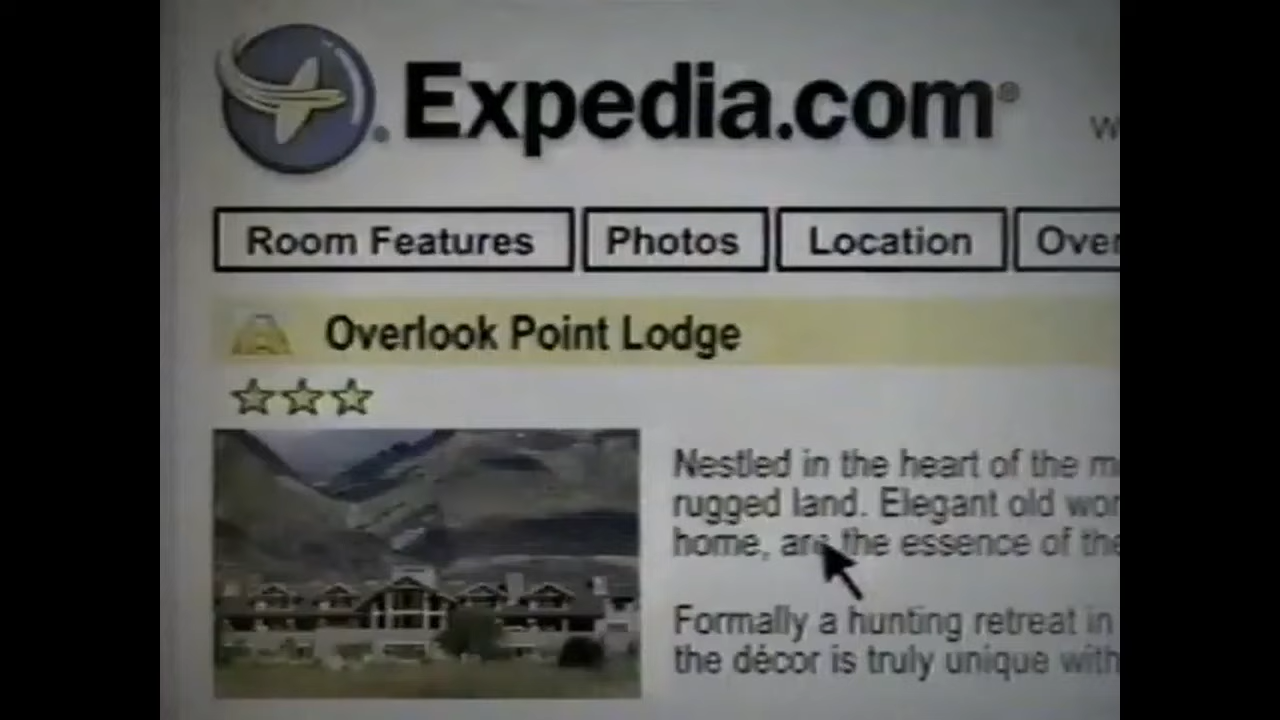 Expedia.com®
Room Features
Photos
Location
Overlook Point Lodge
Nestled in the heart of the
rugged land. Elegant old
home, are the essence of the
Formally a hunting retreat in
the décor is truly unique with